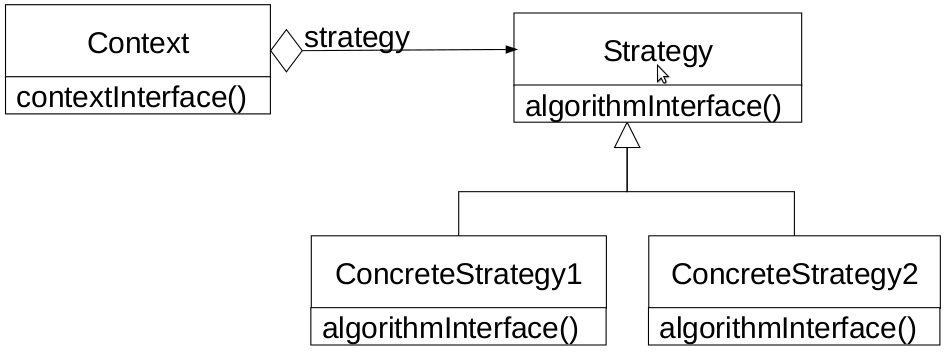 Context
strategy
Strategy
contextInterface()
algorithmInterface()
ConcreteStrategy1
ConcreteStrategy2
algorithmInterface()
algorithmInterface()